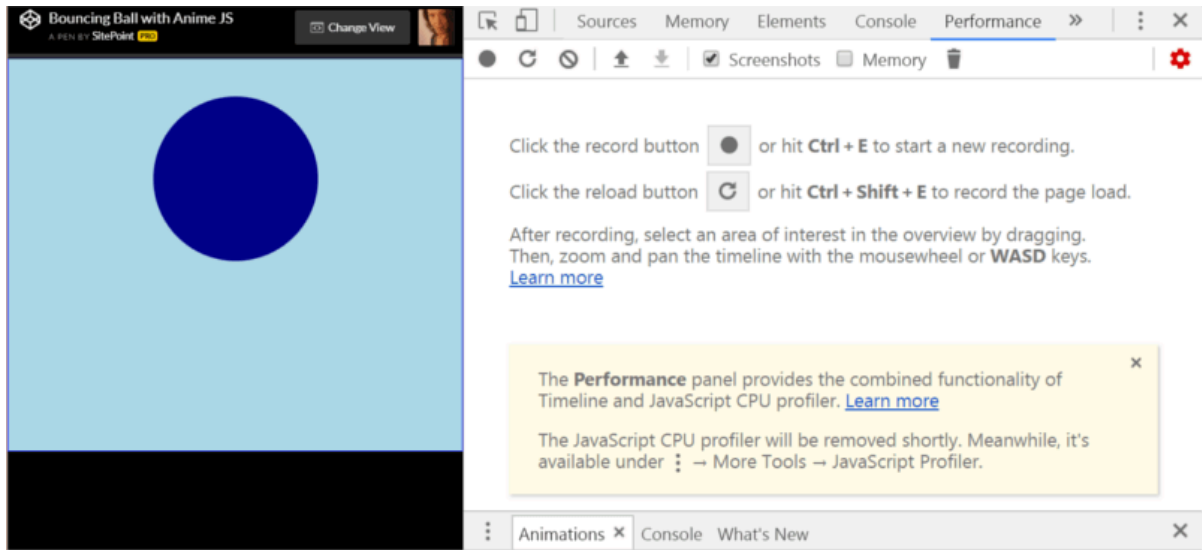 Bouncing Ball with Anime JS
A PEN BY SitePoint PRO
Change View
Sources Memory Elements Console Performance »
Screenshots Memory
Click the record button or hit Ctrl + E to start a new recording.
Click the reload button or hit Ctrl + Shift + E to record the page load.
After recording, select an area of interest in the overview by dragging.
Then, zoom and pan the timeline with the mousewheel or WASD keys.
Learn more
The Performance panel provides the combined functionality of
Timeline and JavaScript CPU profiler. Learn more
The JavaScript CPU profiler will be removed shortly. Meanwhile, it's
available under ⋮ → More Tools → JavaScript Profiler.
Animations × Console What's New